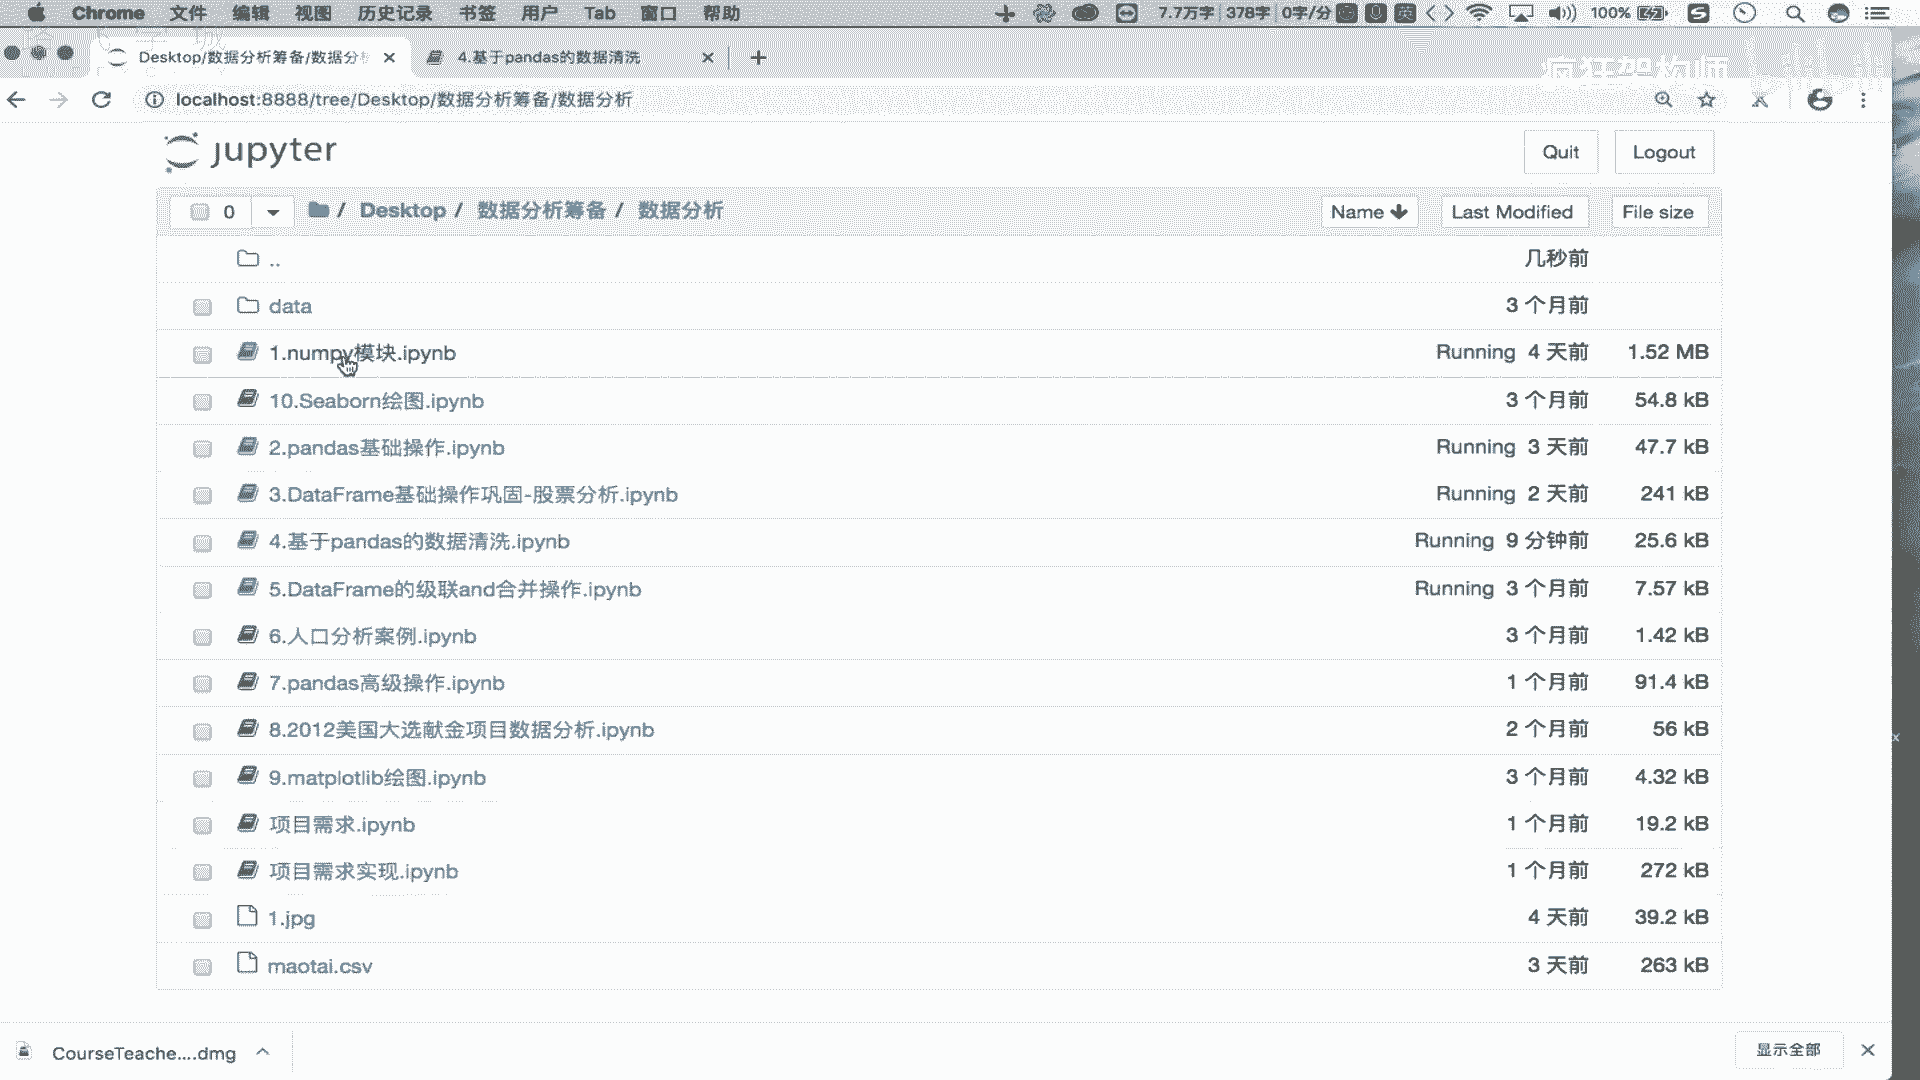 Chrome 文件 编辑 视图 历史记录 书签 用户 Tab 窗口 帮助 7.7万字 378字 0字/分 英 100%
Desktop/数据分析筹备/数据分析 4.基于pandas的数据清洗
疯狂架构师
localhost:8888/tree/Desktop/数据分析筹备/数据分析
jupyter Quit Logout
0 / Desktop / 数据分析筹备 / 数据分析 Name Last Modified File size
.. 几秒前
data 3 个月前
1.numpy模块.ipynb Running 4 天前 1.52 MB
10.Seaborn绘图.ipynb 3 个月前 54.8 kB
2.pandas基础操作.ipynb Running 3 天前 47.7 kB
3.DataFrame基础操作巩固-股票分析.ipynb Running 2 天前 241 kB
4.基于pandas的数据清洗.ipynb Running 9 分钟前 25.6 kB
5.DataFrame的级联and合并操作.ipynb Running 3 个月前 7.57 kB
6.人口分析案例.ipynb 3 个月前 1.42 kB
7.pandas高级操作.ipynb 1 个月前 91.4 kB
8.2012美国大选献金项目数据分析.ipynb 2 个月前 56 kB
9.matplotlib绘图.ipynb 3 个月前 4.32 kB
项目需求.ipynb 1 个月前 19.2 kB
项目需求实现.ipynb 1 个月前 272 kB
1.jpg 4 天前 39.2 kB
maotai.csv 3 天前 263 kB
CourseTeache....dmg 显示全部